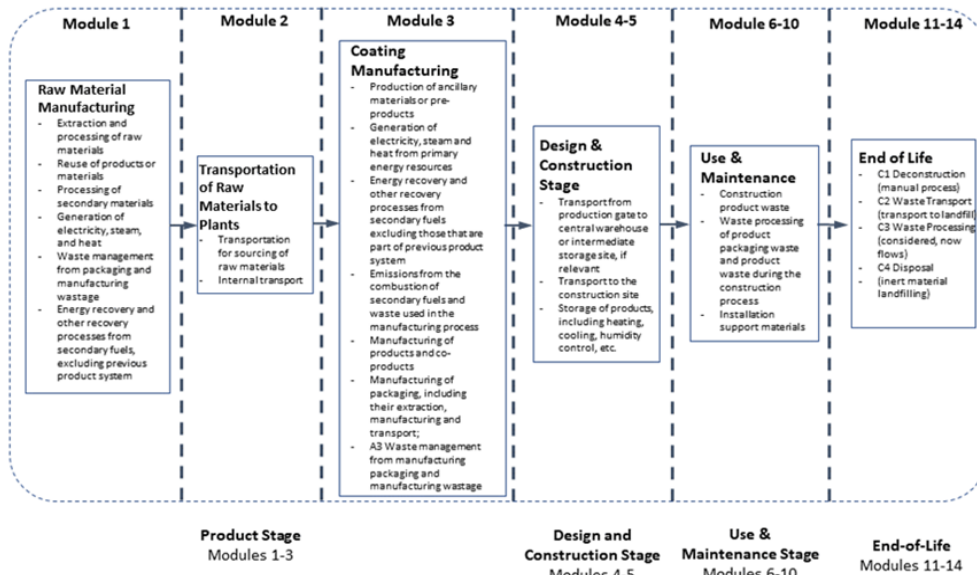 Module 1
Module 2
Module 3
Module 4-5
Module 6-10
Module 11-14
Raw Material
Manufacturing
- Extraction and
processing of raw
materials
- Reuse of products or
materials
- Processing of
secondary materials
- Generation of
electricity, steam,
and heat
- Waste management
from packaging and
manufacturing
wastage
- Energy recovery and
other recovery
processes from
secondary fuels,
excluding previous
product system
Transportation
of Raw
Materials to
Plants
- Transportation
for sourcing of
raw materials
- Internal transport
Coating
Manufacturing
- Production of ancillary
materials or pre-
products
- Generation of
electricity, steam and
heat from primary
energy resources
- Energy recovery and
other recovery
processes from
secondary fuels
excluding those that are
part of previous product
system
- Emissions from the
combustion of
secondary fuels and
waste used in the
manufacturing process
- Manufacturing of
products and co-
products
- Manufacturing of
packaging, including
their extraction,
manufacturing and
transport;
- A3 Waste management
from manufacturing
packaging and
manufacturing wastage
Design &
Construction
Stage
- Transport from
production gate to
central warehouse
or intermediate
storage site, if
relevant
- Transport to the
construction site
- Storage of products,
including heating,
cooling, humidity
control, etc.
Use &
Maintenance
- Construction
product waste
- Waste processing
of product
packaging waste
and product
waste during the
construction
process
- Installation
support materials
End of Life
- C1 Deconstruction
(manual process)
- C2 Waste Transport
(transport to landfill)
- C3 Waste Processing
(considered, now
flows)
- C4 Disposal
- (inert material
landfilling)
Product Stage
Modules 1-3
Design and
Construction Stage
Modules 4-5
Use &
Maintenance Stage
Modules 6-10
End-of-Life
Modules 11-14